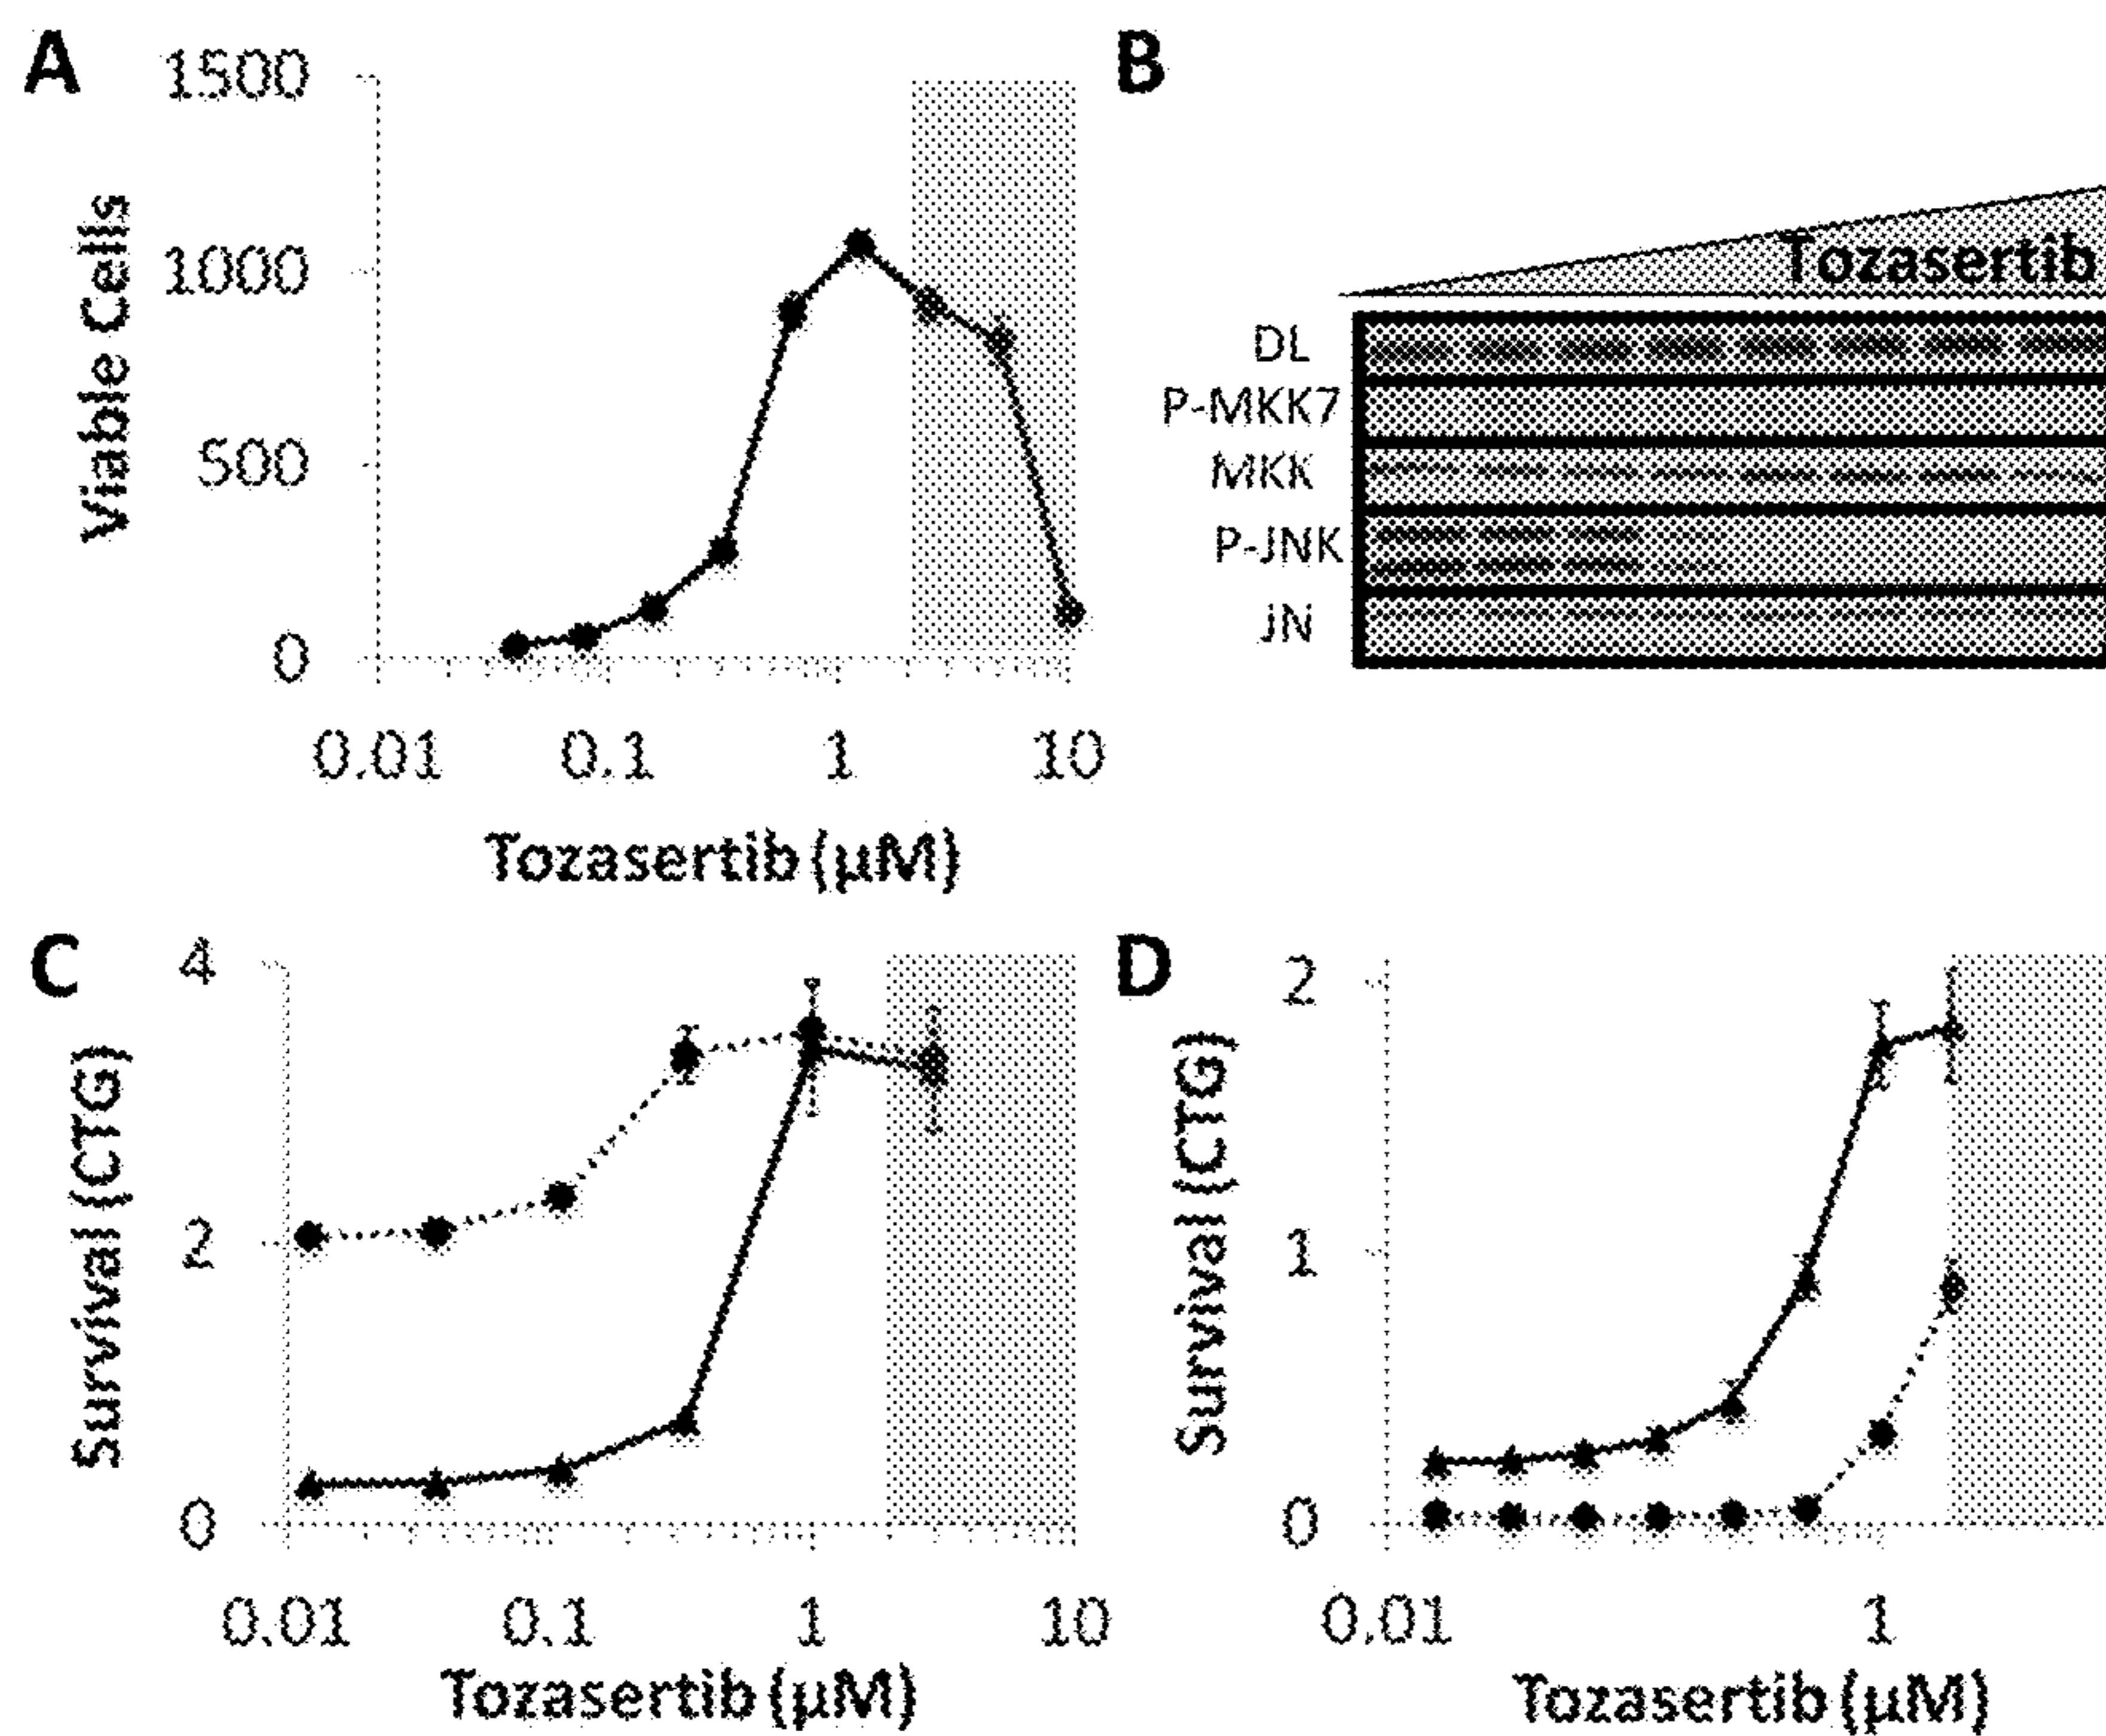 A
1500
1000
500
0
Viable Cells
0.01 0.1 1 10
Tozasertib (μM)
B
Tozasertib
DL
P-MKK7
MKK
P-JNK
JN
C
4
2
0
Survival (CTG)
0.01 0.1 1 10
Tozasertib (μM)
D
2
1
0
Survival (CTG)
0.01 1
Tozasertib (μM)